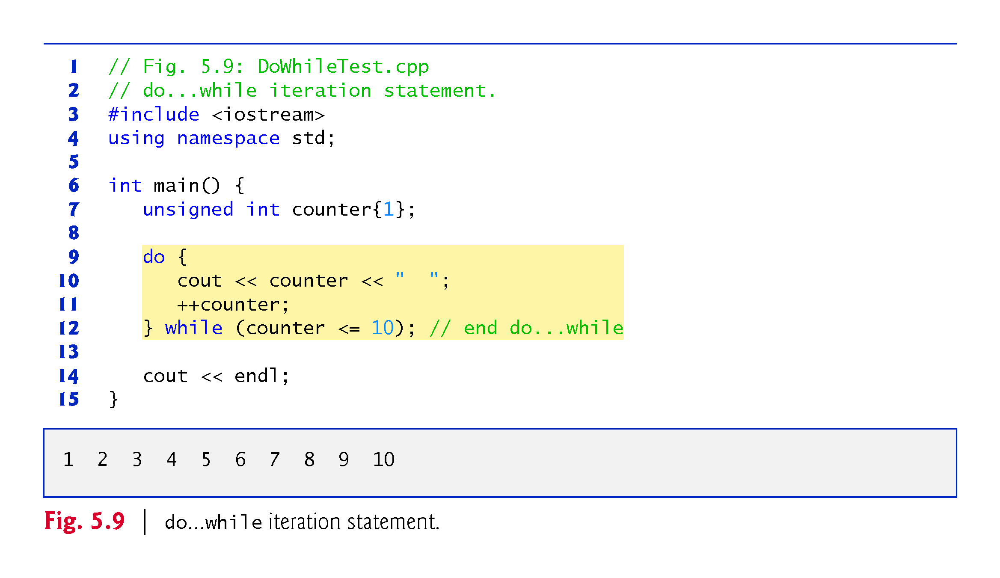 1 // Fig. 5.9: DoWhileTest.cpp
2 // do...while iteration statement.
3 #include <iostream>
4 using namespace std;
5
6 int main() {
7    unsigned int counter{1};
8
9    do {
10       cout << counter << "  ";
11       ++counter;
12    } while (counter <= 10); // end do...while
13
14    cout << endl;
15 }
1  2  3  4  5  6  7  8  9  10
Fig. 5.9 | do...while iteration statement.